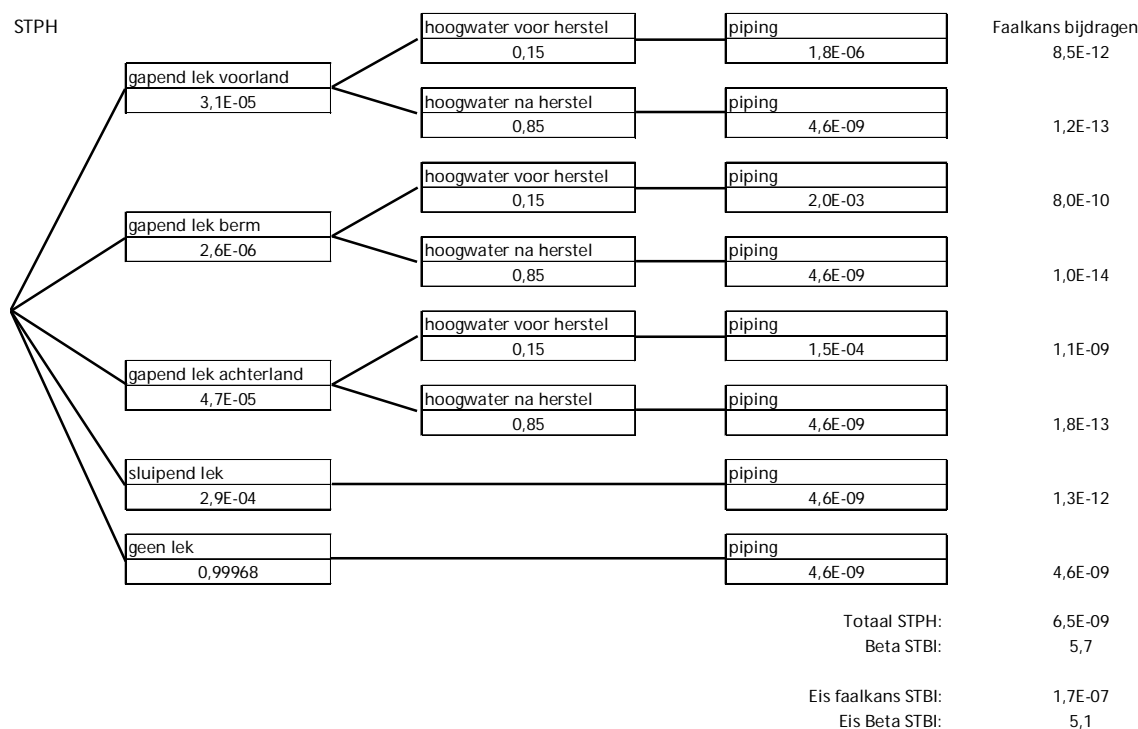 STPH
Faalkans bijdragen
hoogwater voor herstel
0,15
piping
1,8E-06
8,5E-12
gapend lek voorland
3,1E-05
hoogwater na herstel
0,85
piping
4,6E-09
1,2E-13
hoogwater voor herstel
0,15
piping
2,0E-03
8,0E-10
gapend lek berm
2,6E-06
hoogwater na herstel
0,85
piping
4,6E-09
1,0E-14
hoogwater voor herstel
0,15
piping
1,5E-04
1,1E-09
gapend lek achterland
4,7E-05
hoogwater na herstel
0,85
piping
4,6E-09
1,8E-13
sluipend lek
2,9E-04
piping
4,6E-09
1,3E-12
geen lek
0,99968
piping
4,6E-09
4,6E-09
Totaal STPH: 6,5E-09
Beta STBI: 5,7
Eis faalkans STBI: 1,7E-07
Eis Beta STBI: 5,1